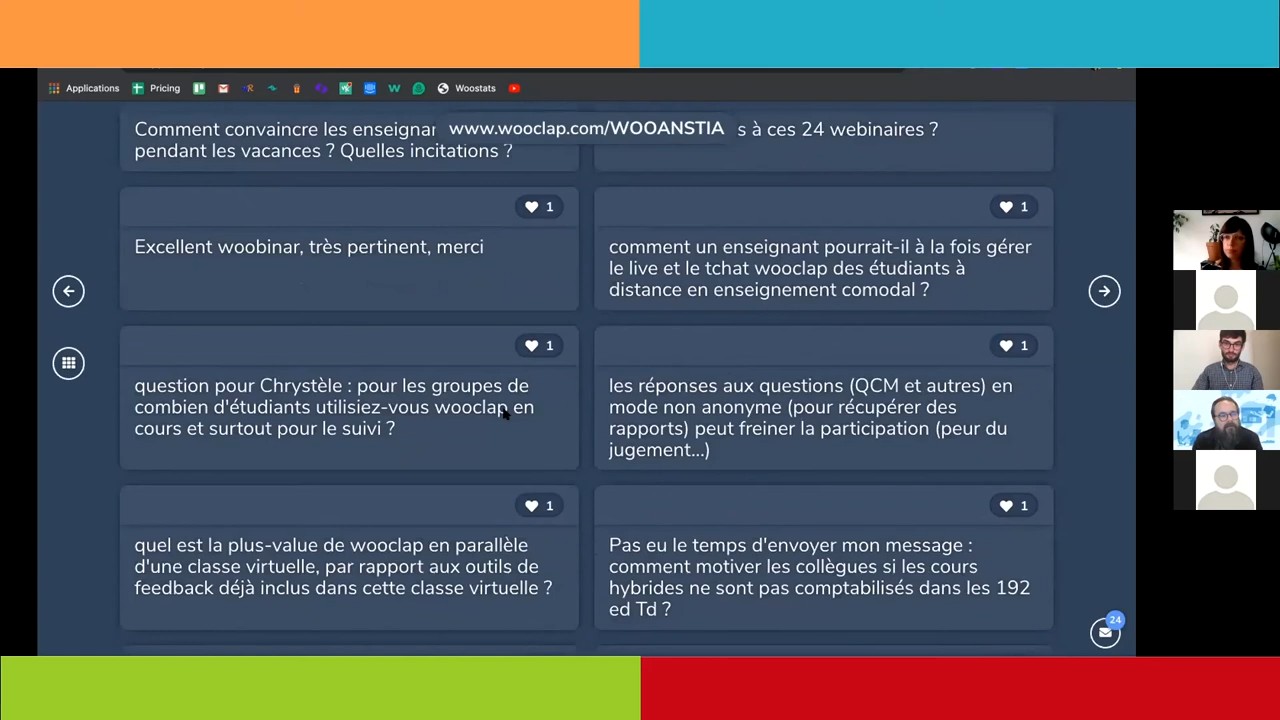 Applications Pricing Woostats
Comment convaincre les enseignan
pendant les vacances ? Quelles incitations ?
www.wooclap.com/WOOANSTIA
s à ces 24 webinaires ?
1
Excellent woobinar, très pertinent, merci
1
comment un enseignant pourrait-il à la fois gérer
le live et le tchat wooclap des étudiants à
distance en enseignement comodal ?
1
question pour Chrystèle : pour les groupes de
combien d'étudiants utilisiez-vous wooclap en
cours et surtout pour le suivi ?
1
les réponses aux questions (QCM et autres) en
mode non anonyme (pour récupérer des
rapports) peut freiner la participation (peur du
jugement...)
1
quel est la plus-value de wooclap en parallèle
d'une classe virtuelle, par rapport aux outils de
feedback déjà inclus dans cette classe virtuelle ?
1
Pas eu le temps d'envoyer mon message :
comment motiver les collègues si les cours
hybrides ne sont pas comptabilisés dans les 192
ed Td ?
24